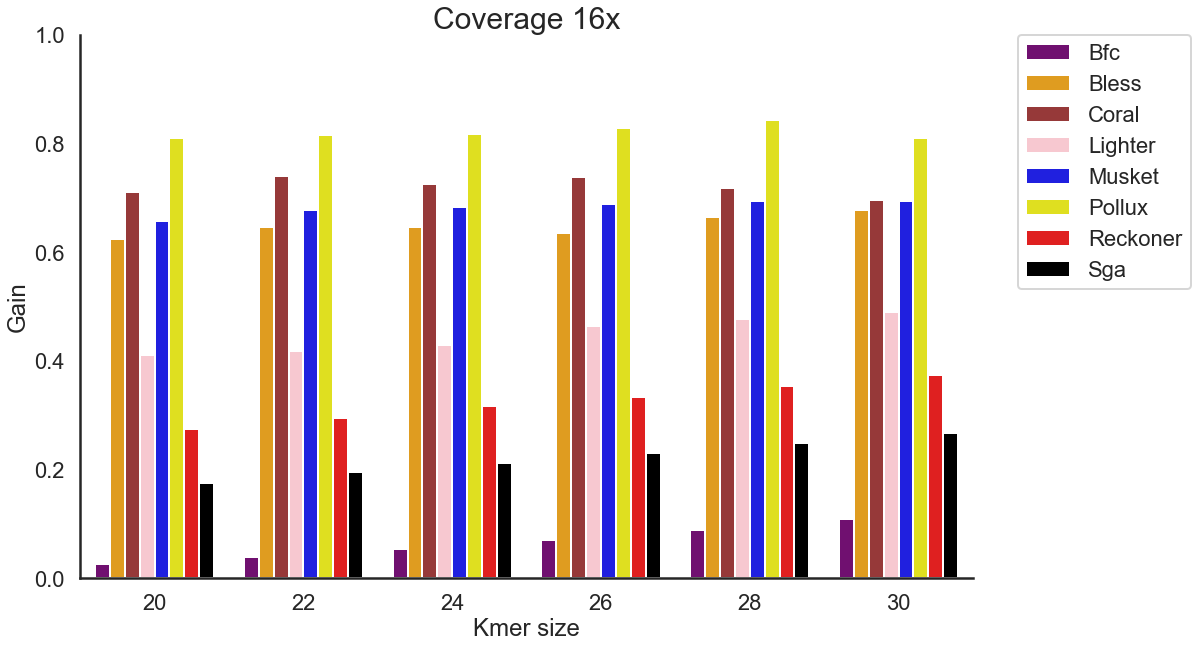 Coverage 16x
1.0
0.8
0.6
0.4
0.2
0.0
Gain
20 22 24 26 28 30
Kmer size
Bfc
Bless
Coral
Lighter
Musket
Pollux
Reckoner
Sga